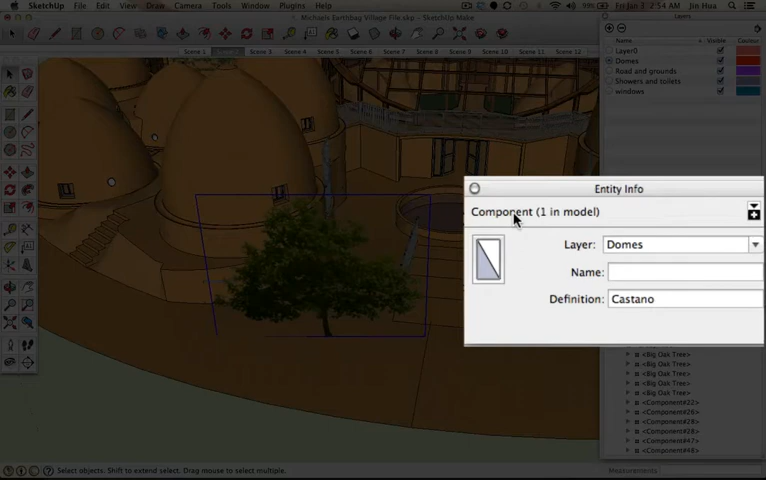 SketchUp File Edit View Draw Camera Tools Window Plugins Help
99% Fri Jan 3 2:54 AM Jin Hua
Michaels Earthbag Village File.skp - SketchUp Make
Layers
Name Visible Colour
Scene 1 Scene 3 Scene 4 Scene 5 Scene 6 Scene 7 Scene 8 Scene 9 Scene 10 Scene 11 Scene 12
Layer0
Domes
Road and grounds
Showers and toilets
windows
Entity Info
Component (1 in model)
Layer: Domes
Name:
Definition: Castano
<Big Oak Tree>
<Big Oak Tree>
<Big Oak Tree>
<Big Oak Tree>
<Big Oak Tree>
<Component#22>
<Component#26>
<Component#28>
<Component#38>
<Component#47>
<Component#48>
Select objects. Shift to extend select. Drag mouse to select multiple.
Measurements